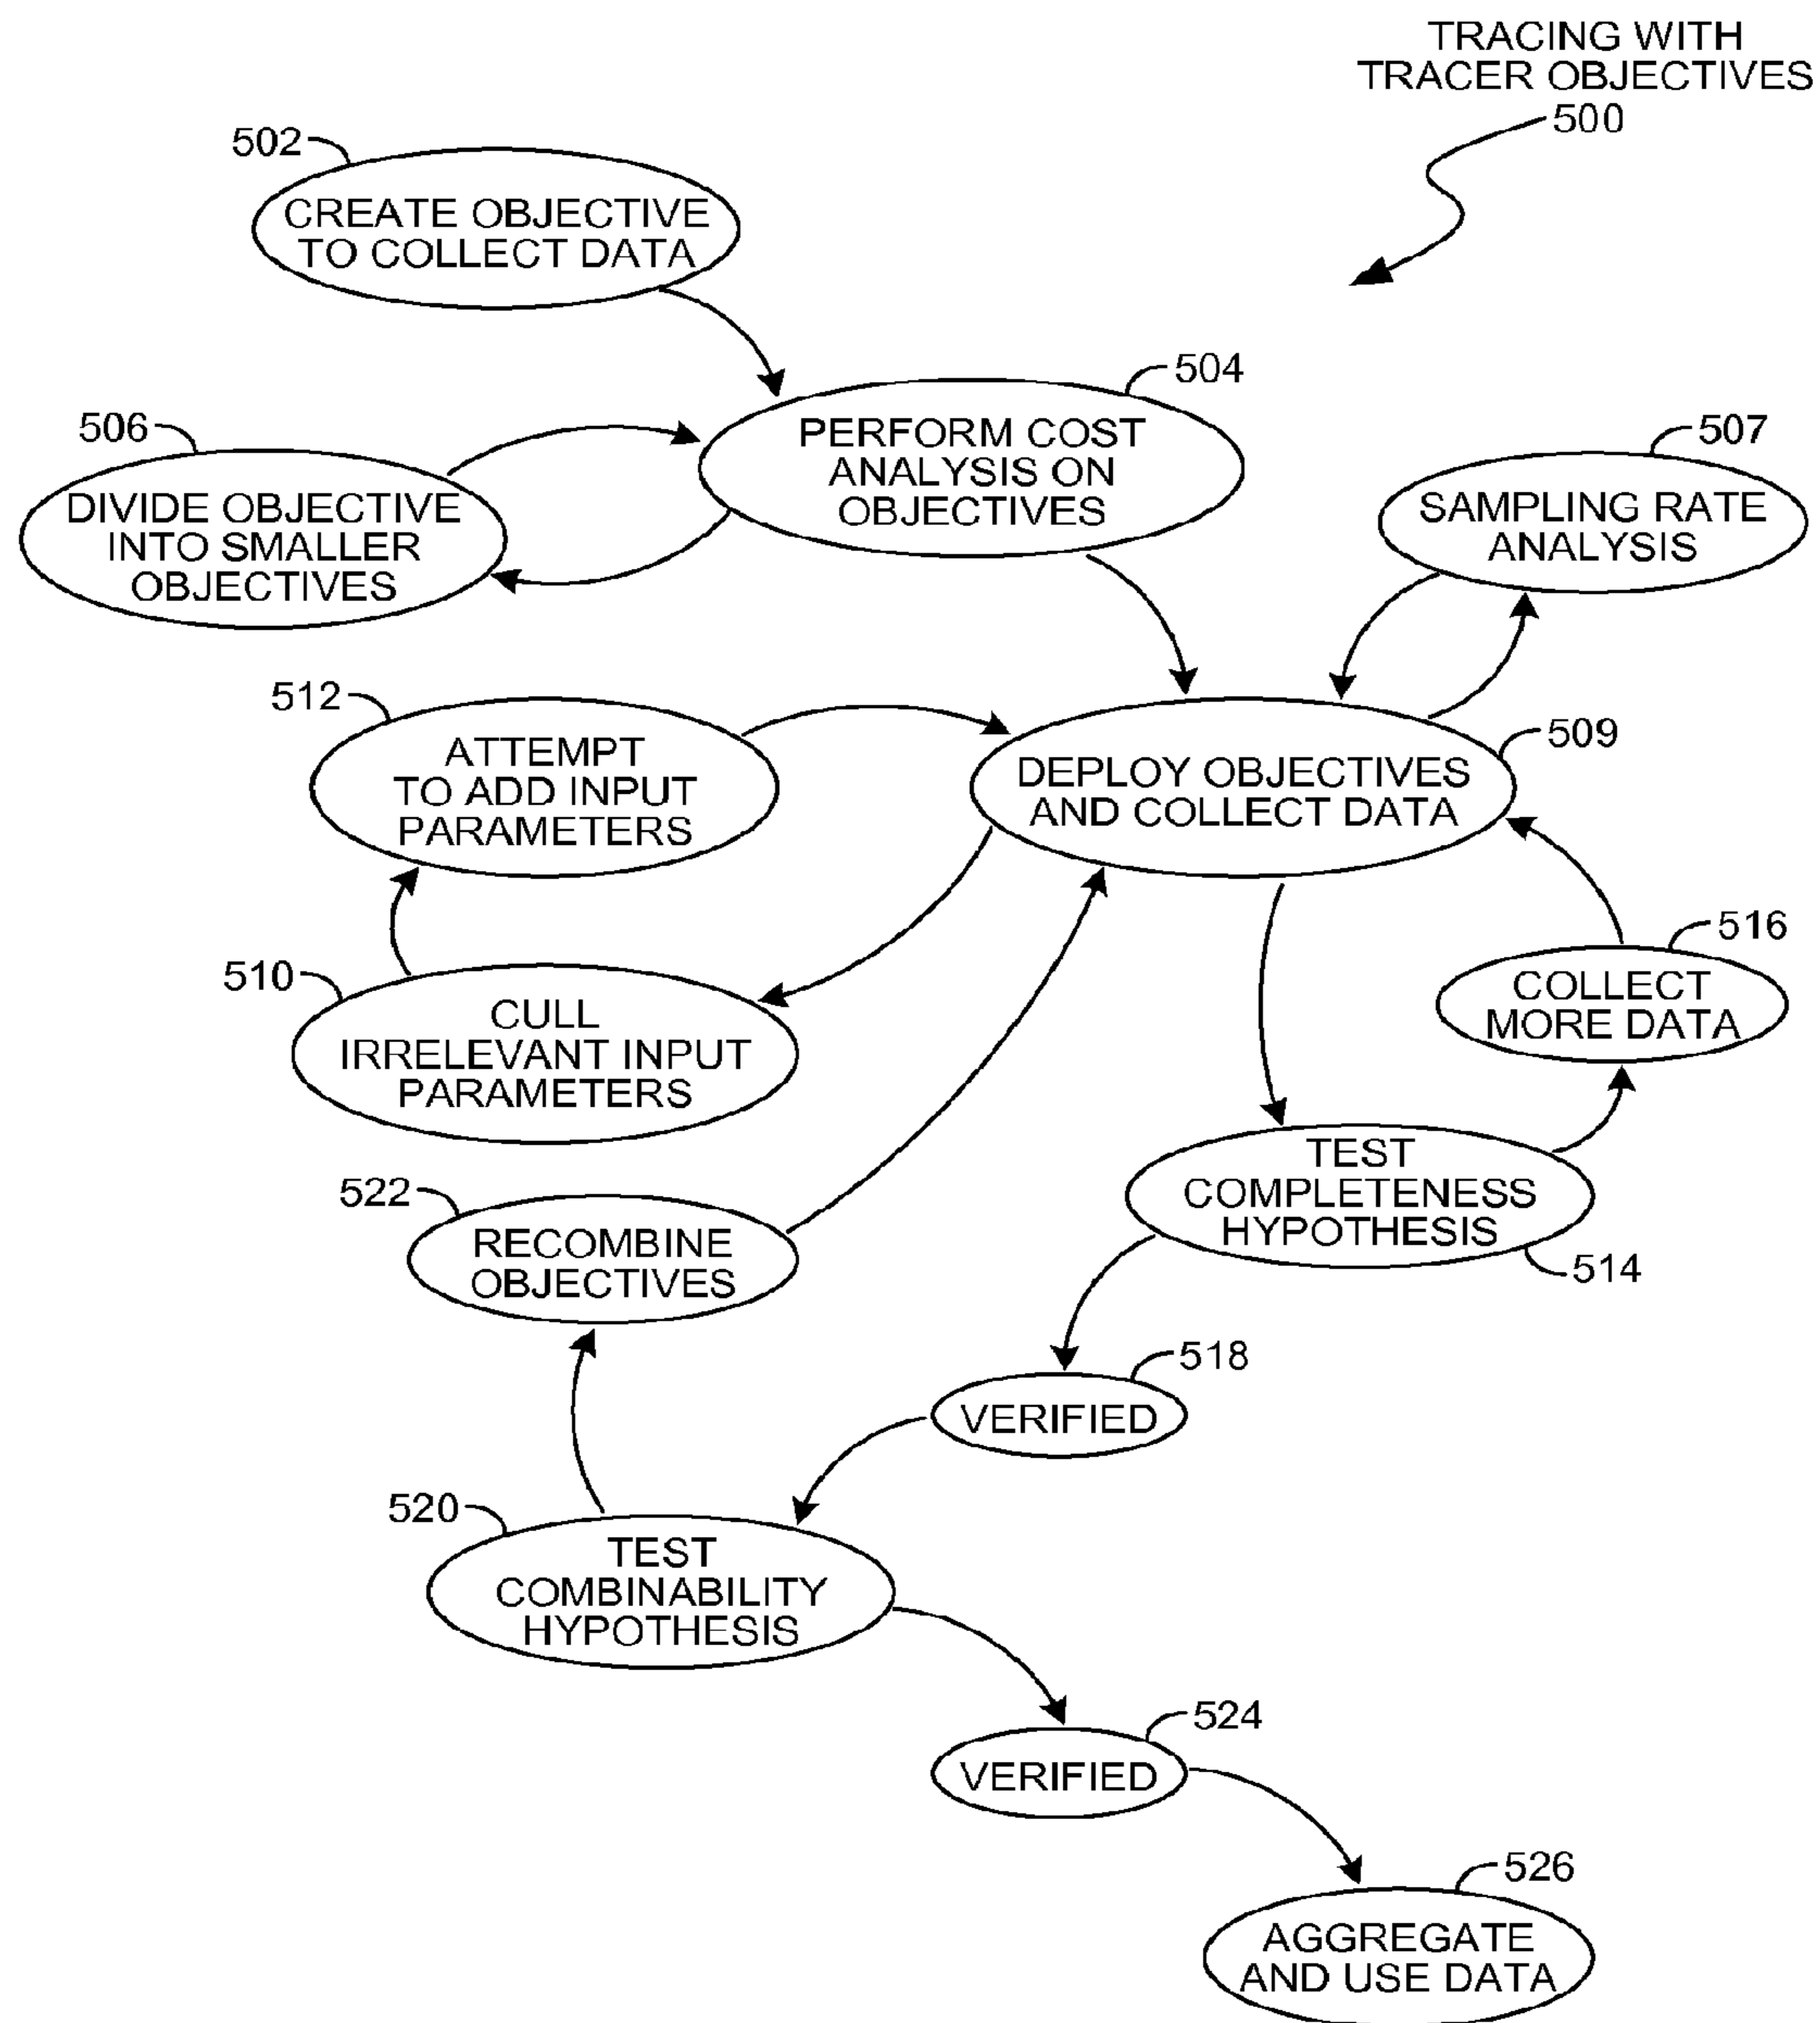 TRACING WITH
TRACER OBJECTIVES
500
502
CREATE OBJECTIVE
TO COLLECT DATA
504
PERFORM COST
ANALYSIS ON
OBJECTIVES
506
DIVIDE OBJECTIVE
INTO SMALLER
OBJECTIVES
507
SAMPLING RATE
ANALYSIS
512
ATTEMPT
TO ADD INPUT
PARAMETERS
509
DEPLOY OBJECTIVES
AND COLLECT DATA
516
COLLECT
MORE DATA
510
CULL
IRRELEVANT INPUT
PARAMETERS
TEST
COMPLETENESS
HYPOTHESIS
514
522
RECOMBINE
OBJECTIVES
518
VERIFIED
520
TEST
COMBINABILITY
HYPOTHESIS
524
VERIFIED
526
AGGREGATE
AND USE DATA